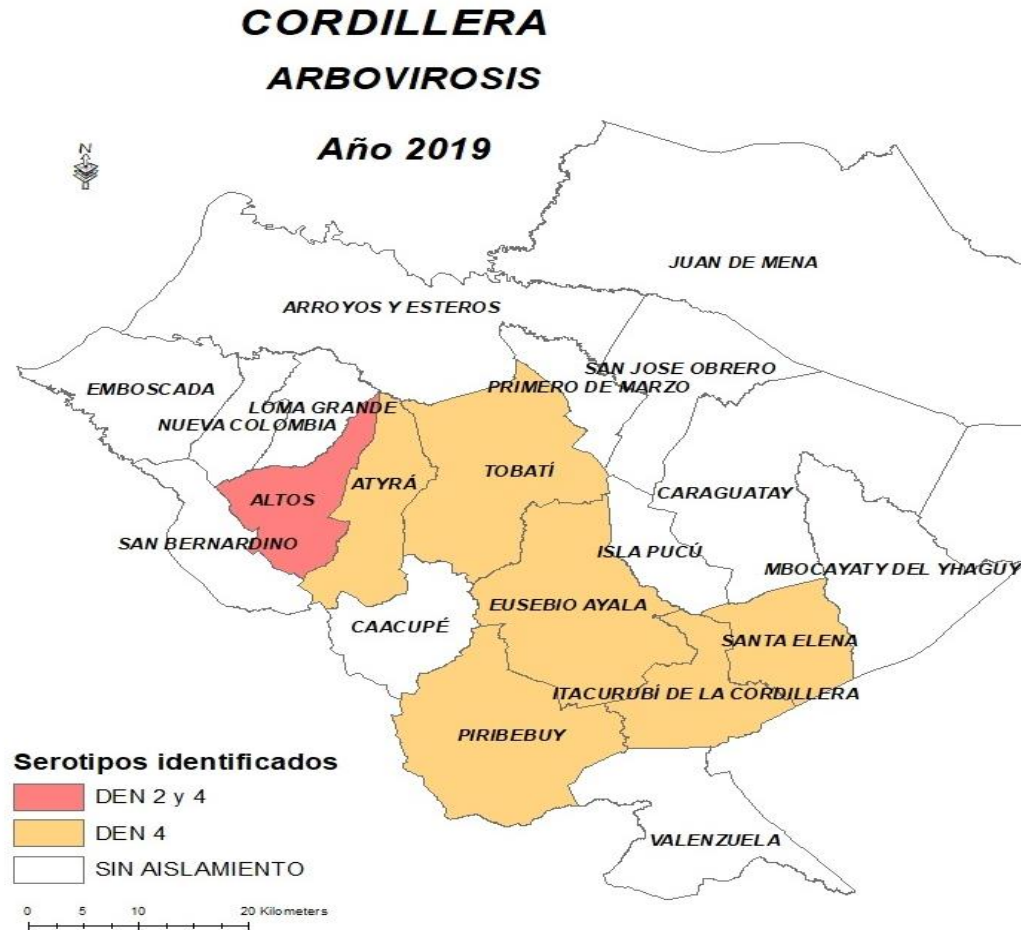 CORDILLERA
ARBOVIROSIS
Año 2019
N
JUAN DE MENA
ARROYOS Y ESTEROS
SAN JOSE OBRERO
PRIMERO DE MARZO
EMBOSCADA
LOMA GRANDE
NUEVA COLOMBIA
TOBATÍ
ATYRÁ
ALTOS
CARAGUATAY
SAN BERNARDINO
ISLA PUCÚ
MBOCAYATY DEL YHAGUY
EUSEBIO AYALA
CAACUPÉ
SANTA ELENA
ITACURUBÍ DE LA CORDILLERA
PIRIBEBUY
VALENZUELA
Serotipos identificados
DEN 2 y 4
DEN 4
SIN AISLAMIENTO
0 5 10 20 Kilometers